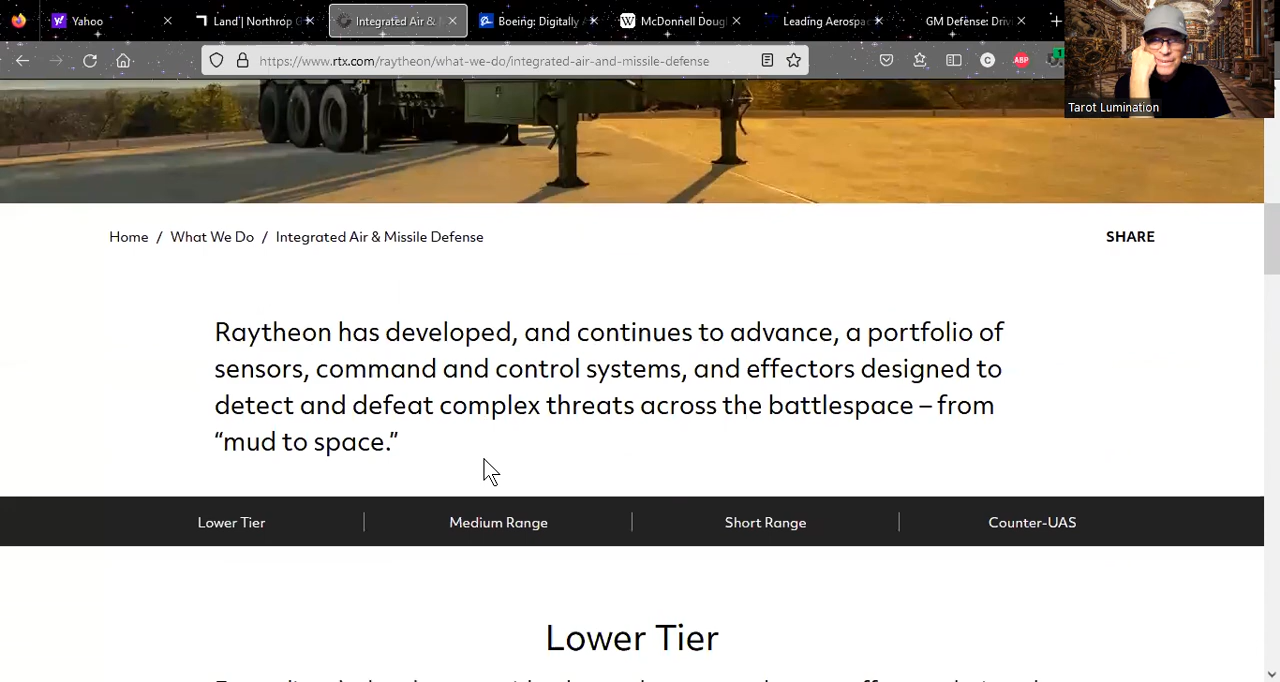 Yahoo
Land | Northrop G
Integrated Air & M
Boeing: Digitally A
McDonnell Dougl
Leading Aerospac
GM Defense: Driv
https://www.rtx.com/raytheon/what-we-do/integrated-air-and-missile-defense
C
ABP
1
Tarot Lumination
Home / What We Do / Integrated Air & Missile Defense
SHARE
Raytheon has developed, and continues to advance, a portfolio of
sensors, command and control systems, and effectors designed to
detect and defeat complex threats across the battlespace – from
“mud to space.”
Lower Tier
Medium Range
Short Range
Counter-UAS
Lower Tier